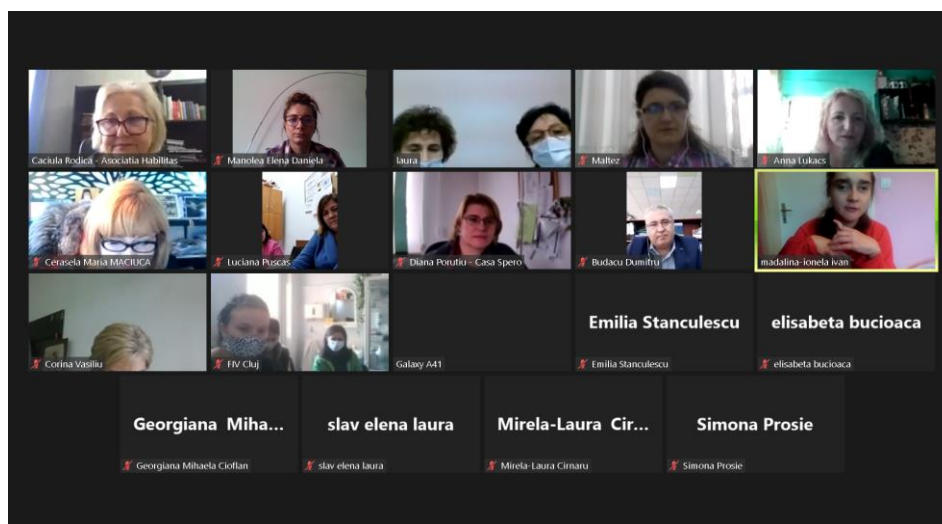 Caciula Rodica - Asociatia Habilitas
Manolea Elena Daniela
laura
Maltez
Anna Lukacs
Cerasela Maria MACIUCA
Luciana Puscas
Diana Porutiu - Casa Spero
Budacu Dumitru
madalina-ionela ivan
Corina Vasiliu
FIV Cluj
Galaxy A41
Emilia Stanculescu
Emilia Stanculescu
elisabeta bucioaca
elisabeta bucioaca
Georgiana Miha...
Georgiana Mihaela Cioflan
slav elena laura
slav elena laura
Mirela-Laura Cir...
Mirela-Laura Cirnaru
Simona Prosie
Simona Prosie